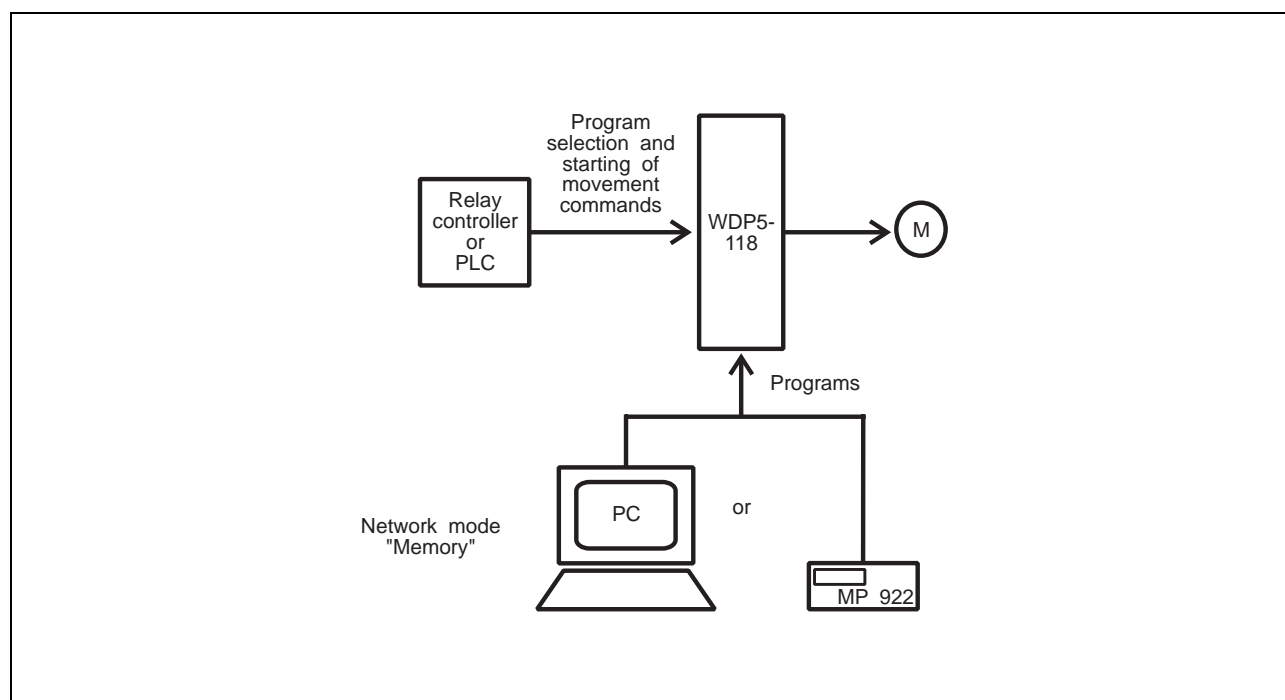 Program
selection and
starting of
movement
commands
Relay
controller
or
PLC
WDP5-
118
M
Programs
PC
or
Network mode
"Memory"
MP 922